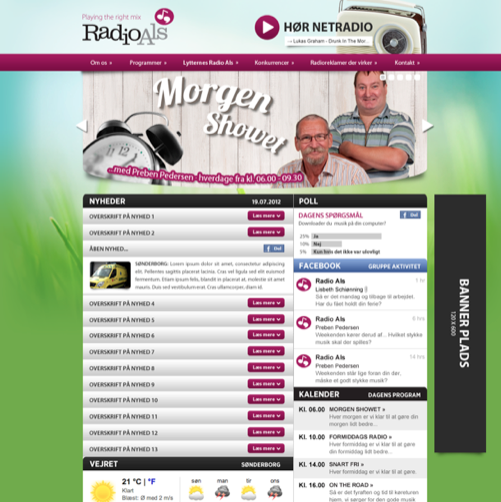 Playing the right mix
RadioAls
HØR NETRADIO
Lukas Graham - Drunk In The Mor...
Om os »
Programmer »
Lytternes Radio Als »
Konkurrencer »
Radioreklamer der virker »
Kontakt »
Morgen
Showet
...med Preben Pedersen - hverdage fra kl. 06.00 - 09.30
NYHEDER
19.07.2012
OVERSKRIFT PÅ NYHED 1
Læs mere
OVERSKRIFT PÅ NYHED 2
Læs mere
ÅBEN NYHED...
Del
SØNDERBORG: Lorem ipsum dolor sit amet, consectetur adipiscing
elit. Pellentes sagittis placerat lacinia. Cras vel ligula sed elit euismod
fermentum. Etiam ipsum felis, blandit in placerat at, molestie sit amet
mauris. Duis sed vestibulumerat. Cras ullamcorper, diam id.
OVERSKRIFT PÅ NYHED 4
Læs mere
OVERSKRIFT PÅ NYHED 5
Læs mere
OVERSKRIFT PÅ NYHED 6
Læs mere
OVERSKRIFT PÅ NYHED 7
Læs mere
OVERSKRIFT PÅ NYHED 8
Læs mere
OVERSKRIFT PÅ NYHED 9
Læs mere
OVERSKRIFT PÅ NYHED 10
Læs mere
OVERSKRIFT PÅ NYHED 11
Læs mere
OVERSKRIFT PÅ NYHED 12
Læs mere
OVERSKRIFT PÅ NYHED 13
Læs mere
VEJRET
SØNDERBORG
21 °C | °F
Klart
Blæst: Ø med 2 m/s
søn
man
tir
ons
POLL
DAGENS SPØRGSMÅL
Del
Downloader du musik på din computer?
25%
Ja
10%
Nej
5%
Kun hvis det ikke var ulovligt
FACEBOOK
GRUPPE AKTIVITET
Radio Als
1 hr
Lisbeth Schiønning
Så er det mandag og tilbage til arbejdet.
Har du fået holdt din ferie?
Radio Als
8 hrs
Preben Pedersen
Weekenden kører derud af... Hvilket stykke
musik skal der spilles?
Radio Als
14 hrs
Preben Pedersen
Weekenden står lige foran din dør,
måske et godt stykke musik?
KALENDER
DAGENS PROGRAM
Kl. 06.00
MORGEN SHOWET »
Hver morgen er vi klar til at gøre din
morgen lidt bedre...
Kl. 10.00
FORMIDDAGS RADIO »
Hver formiddag er vi klar til at gøre din
formiddag lidt bedre...
Kl. 14.00
SNART FRI »
Hver formiddag er vi klar til at gøre
Kl. 16.00
ON THE ROAD »
Så er det fyraften og tid til køreturen
hjem, vi sørger for den gode
BANNER PLADS
120 X 600